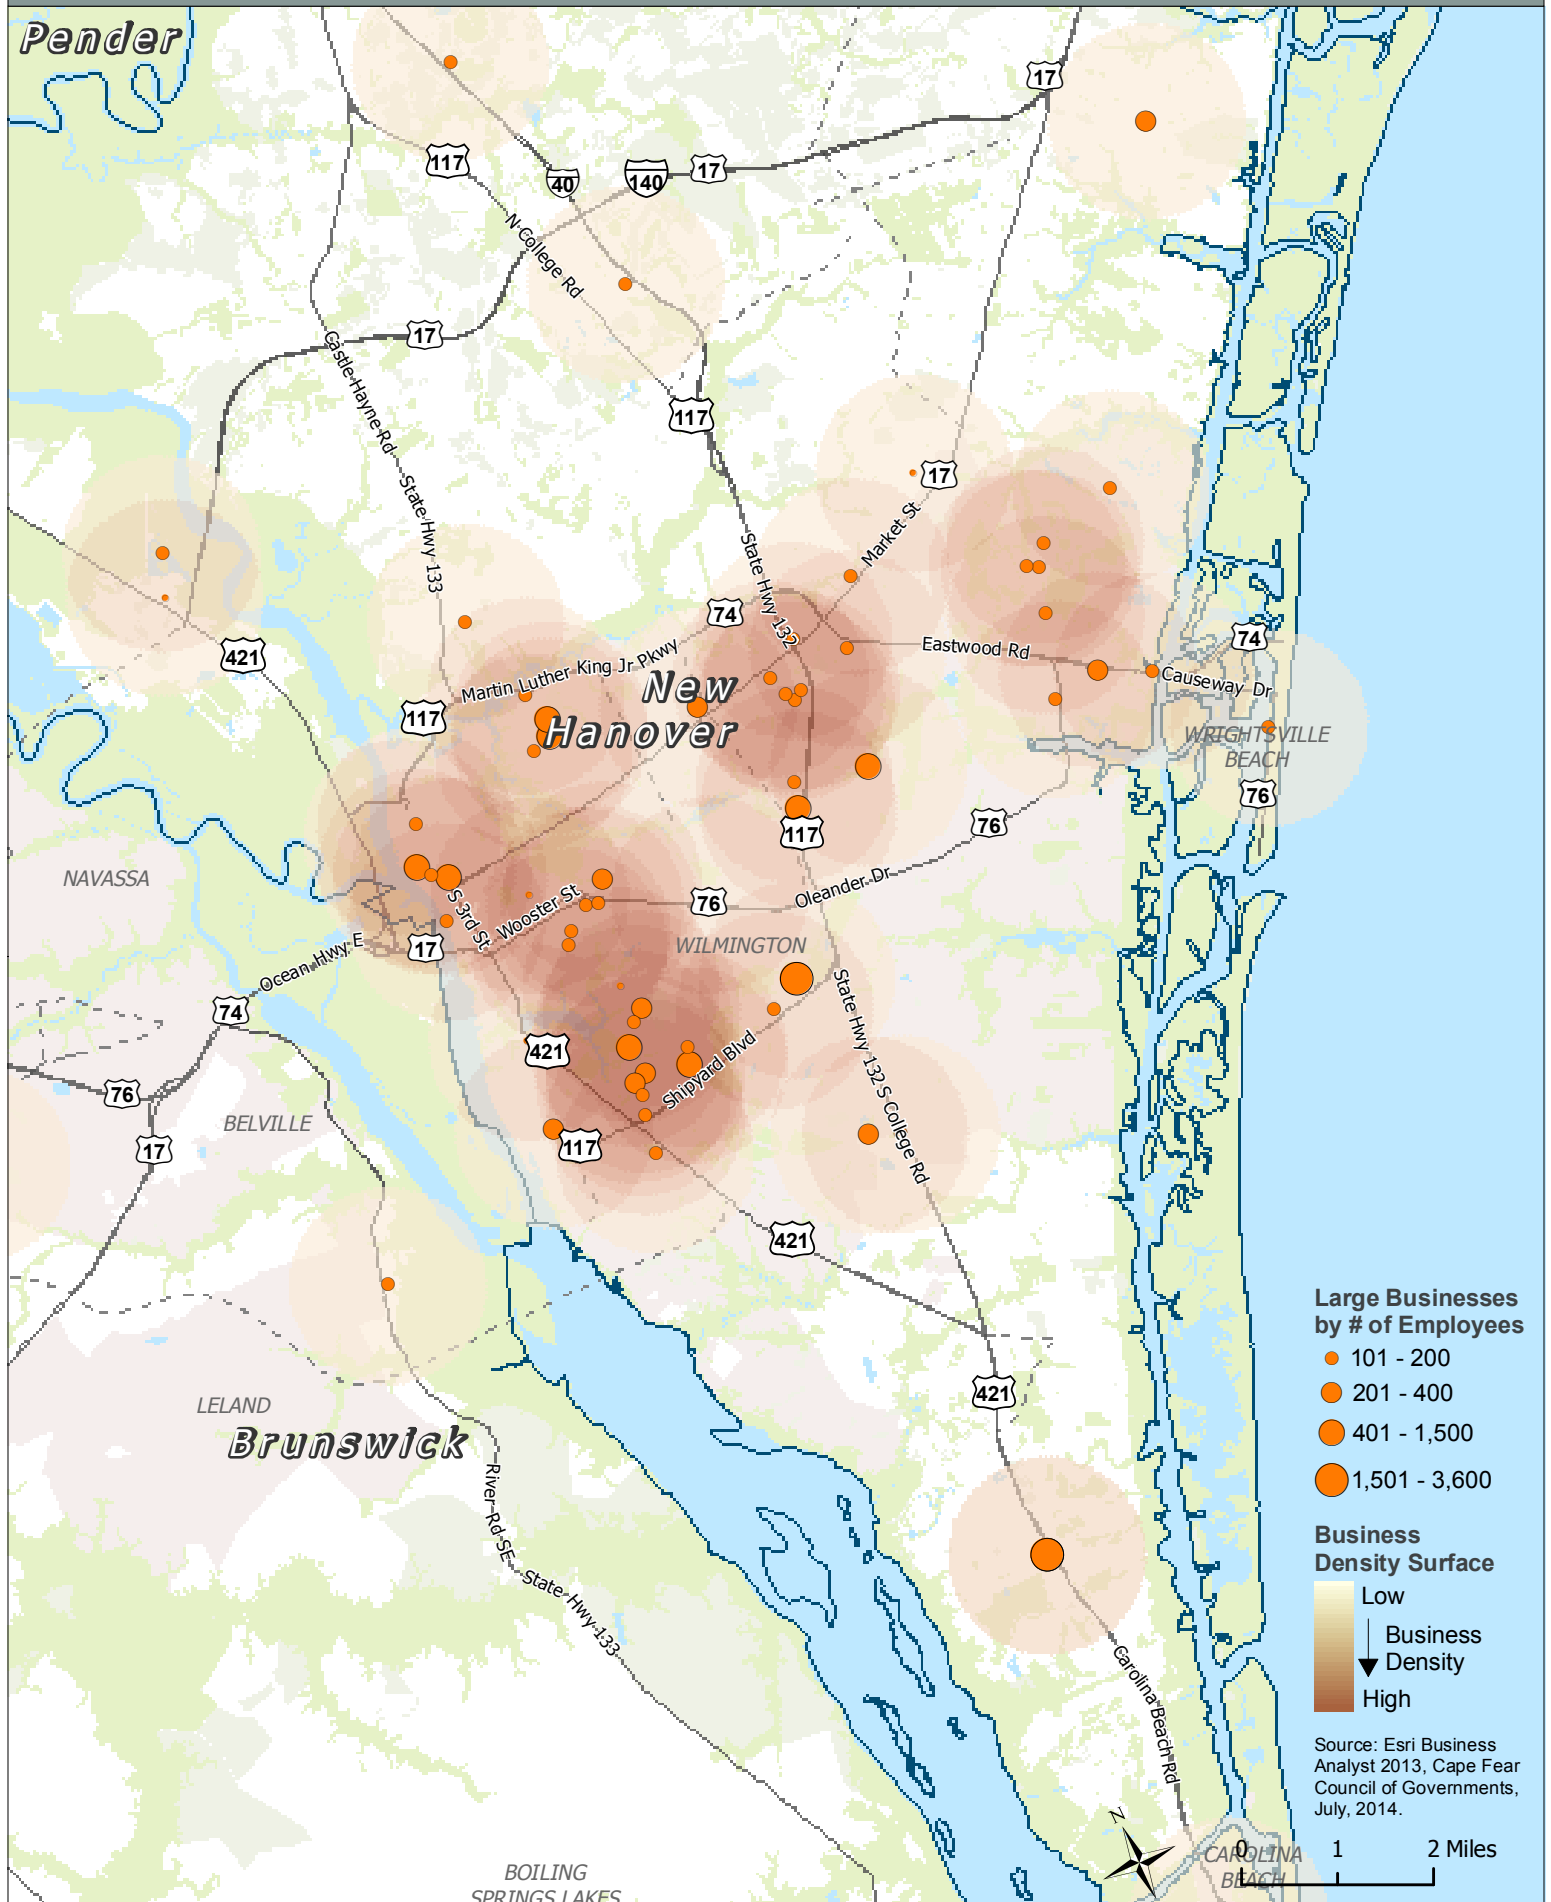 Pender
17
117
40
140
17
N College Rd
17
Castle Hayne Rd
117
State Hwy 133
17
Market St
State Hwy 132
74
421
74
Eastwood Rd
Martin Luther King Jr Pkwy
Causeway Dr
New
Hanover
117
WRIGHTSVILLE
BEACH
76
76
117
NAVASSA
Oleander Dr
76
Wooster St
S 3rd St
WILMINGTON
17
Ocean Hwy E
74
State Hwy 132 S College Rd
421
Shipyard Blvd
76
BELVILLE
117
17
421
Large Businesses
by # of Employees
101 - 200
201 - 400
401 - 1,500
1,501 - 3,600
421
LELAND
Brunswick
River Rd SE
State Hwy 133
Business
Density Surface
Low
Business
Density
High
Carolina Beach Rd
Source: Esri Business
Analyst 2013, Cape Fear
Council of Governments,
July, 2014.
N
0 1 2 Miles
CAROLINA
BEACH
BOILING
SPRINGS LAKES